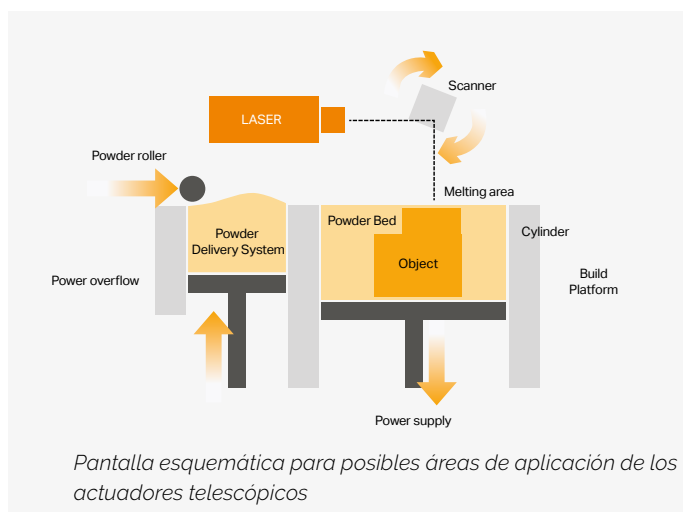 Scanner
LASER
Powder roller
Melting area
Powder Bed
Powder
Delivery System
Cylinder
Object
Power overflow
Build
Platform
Power supply
Pantalla esquemática para posibles áreas de aplicación de los
actuadores telescópicos